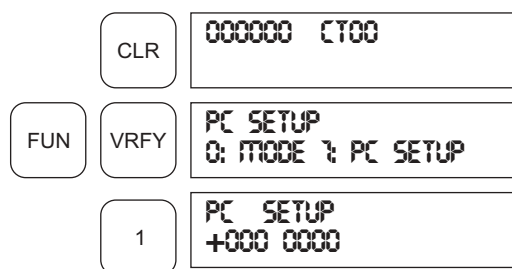 CLR
000000 CT00
FUN VRFY
PC SETUP
0: MODE 1: PC SETUP
1
PC SETUP
+000 0000